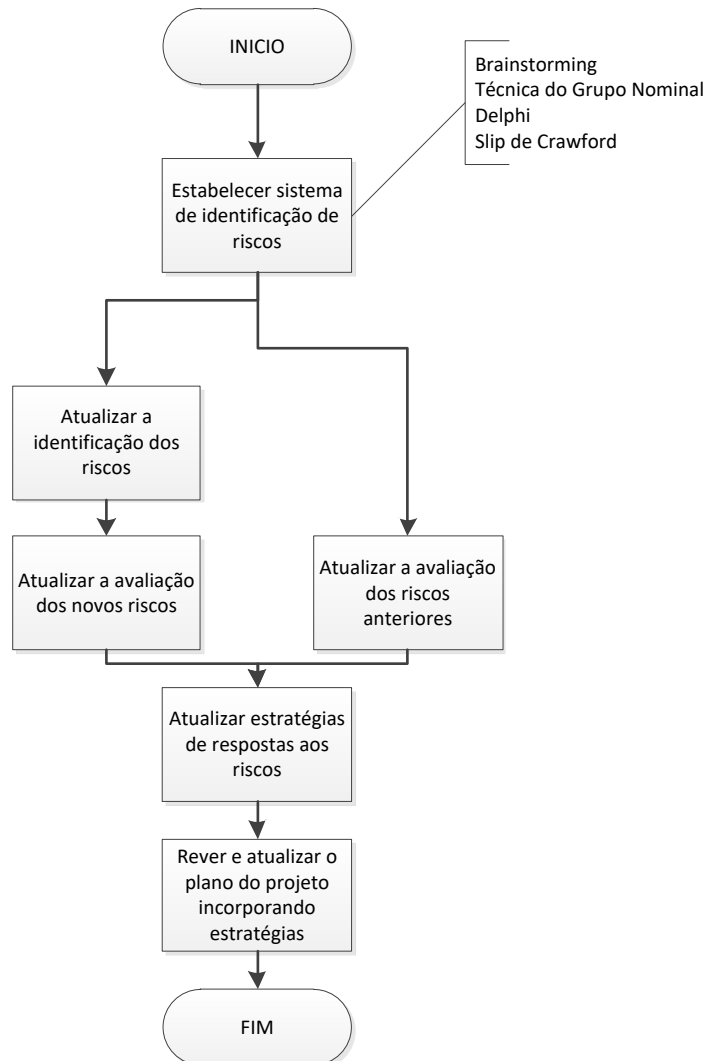 INICIO
Brainstorming
Técnica do Grupo Nominal
Delphi
Slip de Crawford
Estabelecer sistema
de identificação de
riscos
Atualizar a
identificação dos
riscos
Atualizar a avaliação
dos novos riscos
Atualizar a avaliação
dos riscos
anteriores
Atualizar estratégias
de respostas aos
riscos
Rever e atualizar o
plano do projeto
incorporando
estratégias
FIM